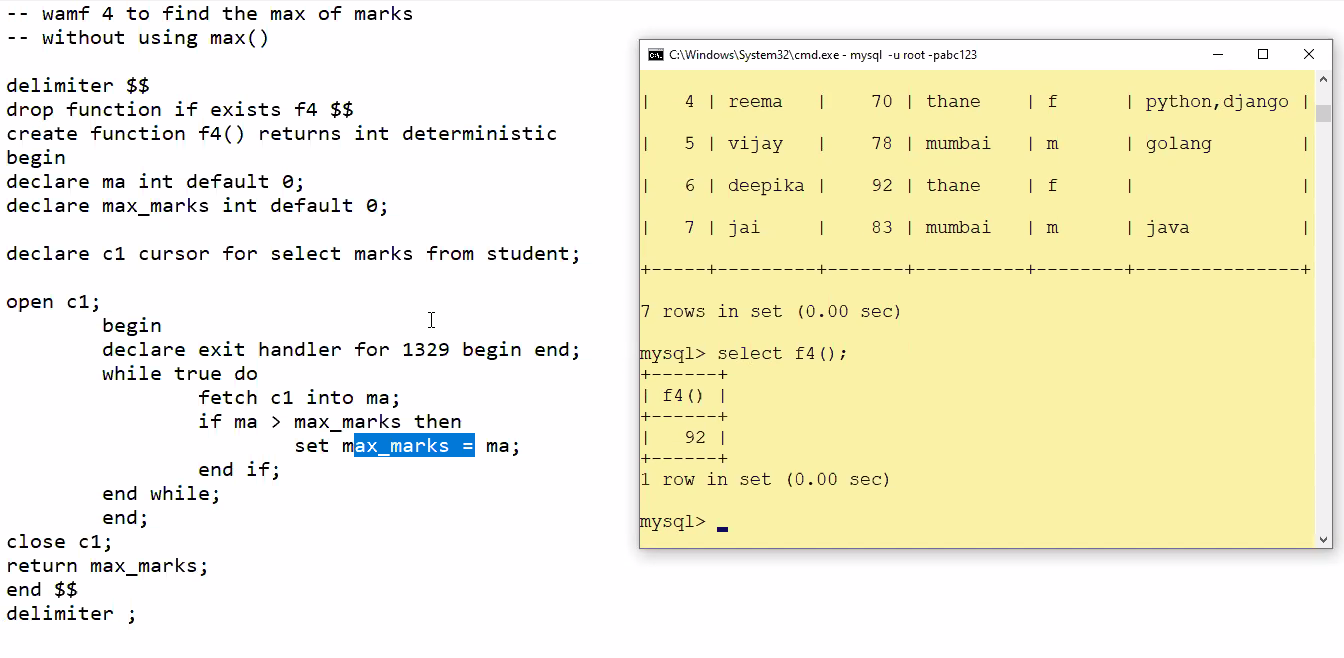 -- wamf 4 to find the max of marks
-- without using max()
delimiter $$
drop function if exists f4 $$
create function f4() returns int deterministic
begin
declare ma int default 0;
declare max_marks int default 0;
declare c1 cursor for select marks from student;
open c1;
begin
declare exit handler for 1329 begin end;
while true do
fetch c1 into ma;
if ma > max_marks then
set max_marks = ma;
end if;
end while;
end;
close c1;
return max_marks;
end $$
delimiter ;
C:\Windows\System32\cmd.exe - mysql -u root -pabc123
| 4 | reema | 70 | thane | f | python,django |
| 5 | vijay | 78 | mumbai | m | golang |
| 6 | deepika | 92 | thane | f | |
| 7 | jai | 83 | mumbai | m | java |
+-----+---------+--------+----------+--------+---------------+
7 rows in set (0.00 sec)
mysql> select f4();
+------+
| f4() |
+------+
| 92 |
+------+
1 row in set (0.00 sec)
mysql>